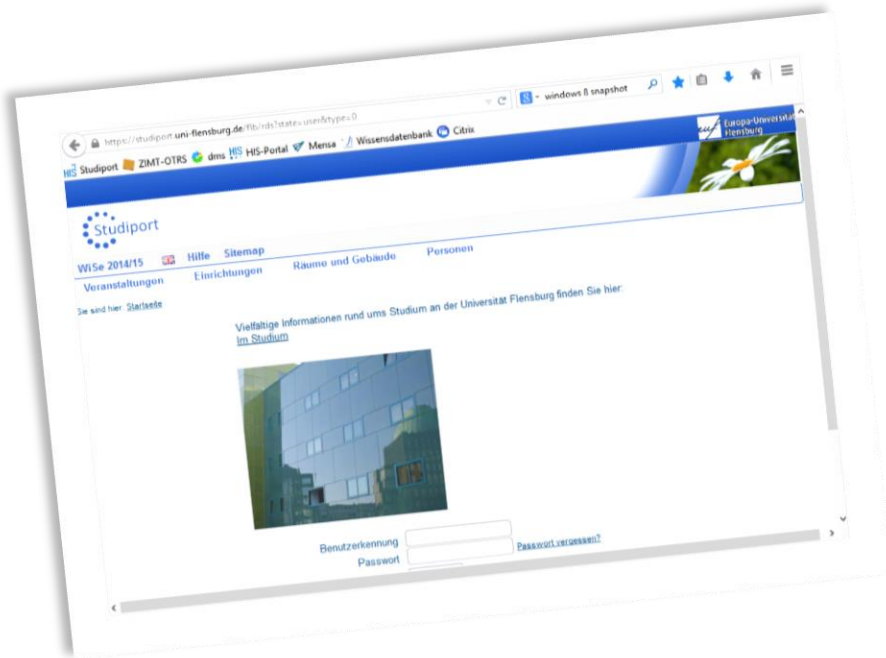 https://studiport.uni-flensburg.de/flb/rds?state=user&type=0
windows 8 snapshot
HIS Studiport ZIMT-OTRS dms HIS HIS-Portal Mensa Wissensdatenbank Citrix
euf Europa-Universität
Flensburg
Studiport
WiSe 2014/15 Hilfe Sitemap
Veranstaltungen Einrichtungen Räume und Gebäude Personen
Sie sind hier: Startseite
Vielfältige Informationen rund ums Studium an der Universität Flensburg finden Sie hier:
Im Studium
Benutzerkennung
Passwort Passwort vergessen?